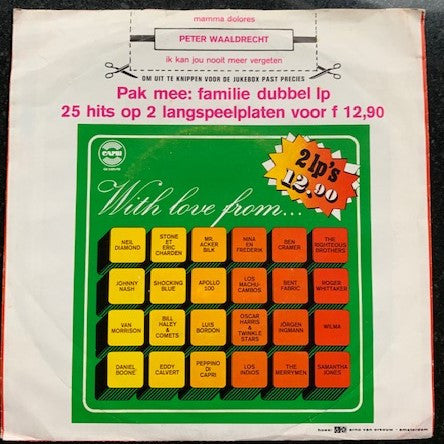 mamma dolores
PETER WAALDRECHT
ik kan jou nooit meer vergeten
OM UIT TE KNIPPEN VOOR DE JUKEBOX PAST PRECIES
Pak mee: familie dubbel lp
25 hits op 2 langspeelplaten voor f 12,90
CAPRI
2 lp's
12.90
With love from...
NEIL DIAMOND
STONE ET ERIC CHARDEN
MR. ACKER BILK
NINA EN FREDERIK
BEN CRAMER
THE RIGHTEOUS BROTHERS
JOHNNY NASH
SHOCKING BLUE
APOLLO 100
LOS MACHU-CAMBOS
BENT FABRIC
ROGER WHITTAKER
VAN MORRISON
BILL HALEY & COMETS
LUIS BORDON
OSCAR HARRIS & TWINKLE STARS
JÖRGEN INGMANN
WILMA
DANIEL BOONE
EDDY CALVERT
PEPPINO DI CAPRI
LOS INDIOS
THE MERRYMEN
SAMANTHA JONES